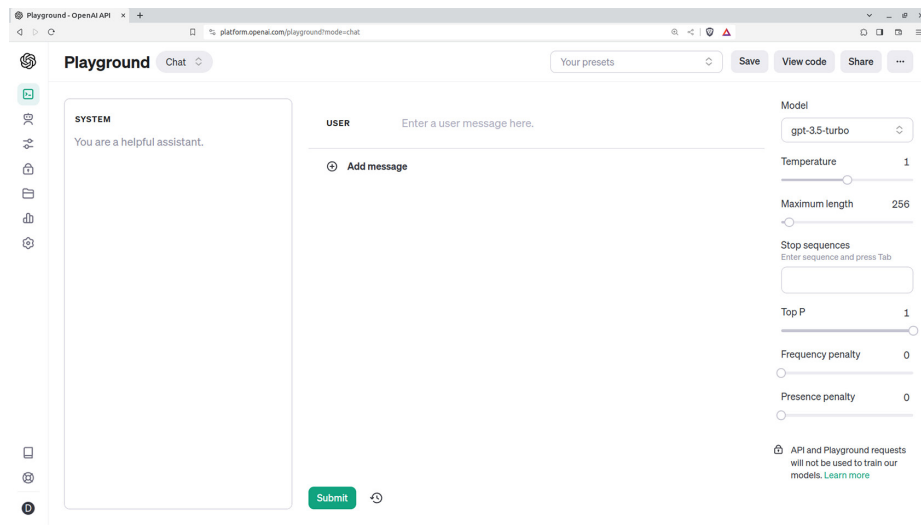 Playground - OpenAI API
platform.openai.com/playground?mode=chat
Playground
Chat
Your presets
Save
View code
Share
SYSTEM
You are a helpful assistant.
USER
Enter a user message here.
Add message
Submit
Model
gpt-3.5-turbo
Temperature 1
Maximum length 256
Stop sequences
Enter sequence and press Tab
Top P 1
Frequency penalty 0
Presence penalty 0
API and Playground requests
will not be used to train our
models. Learn more
D